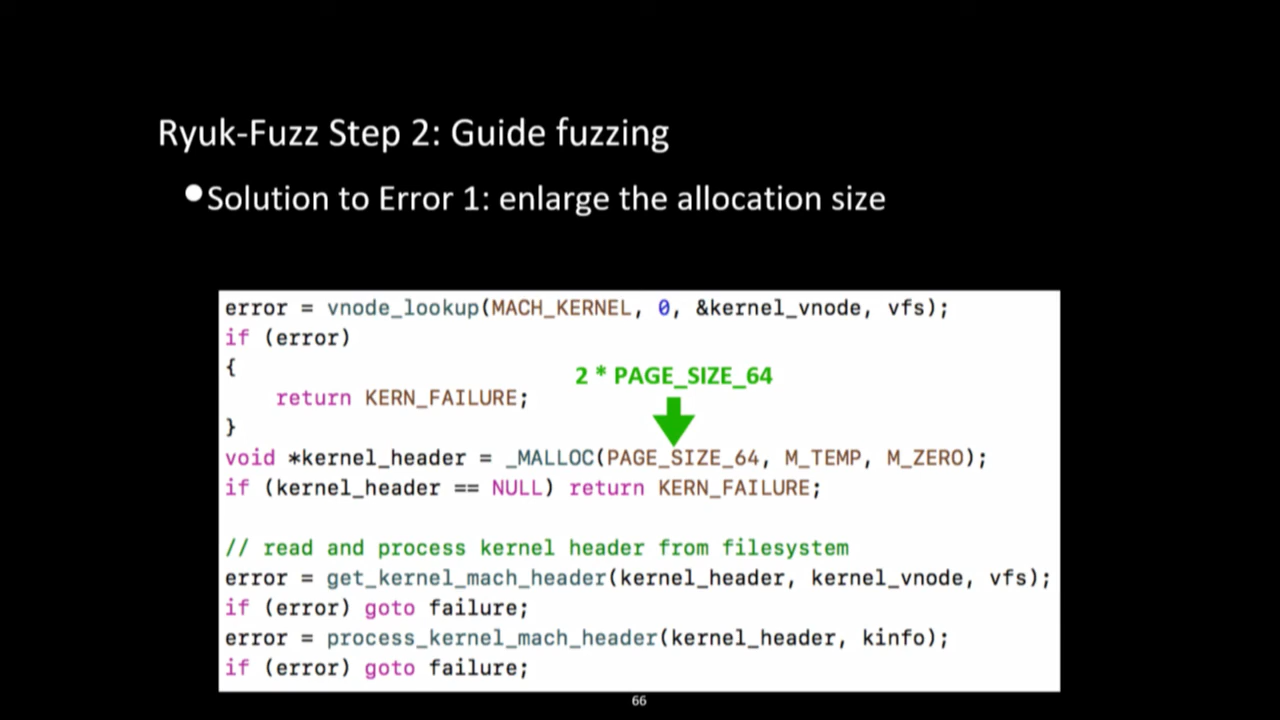 Ryuk-Fuzz Step 2: Guide fuzzing
●Solution to Error 1: enlarge the allocation size
error = vnode_lookup(MACH_KERNEL, 0, &kernel_vnode, vfs);
if (error)
{
2 * PAGE_SIZE_64
return KERN_FAILURE;
}
void *kernel_header = _MALLOC(PAGE_SIZE_64, M_TEMP, M_ZERO);
if (kernel_header == NULL) return KERN_FAILURE;
// read and process kernel header from filesystem
error = get_kernel_mach_header(kernel_header, kernel_vnode, vfs);
if (error) goto failure;
error = process_kernel_mach_header(kernel_header, kinfo);
if (error) goto failure;
66